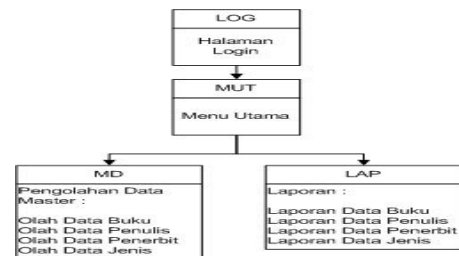 LOG
Halaman
Login
MUT
Menu Utama
MD
Pengolahan Data
Master :
Olah Data Buku
Olah Data Penulis
Olah Data Penerbit
Olah Data Jenis
LAP
Laporan :
Laporan Data Buku
Laporan Data Penulis
Laporan Data Penerbit
Laporan Data Jenis